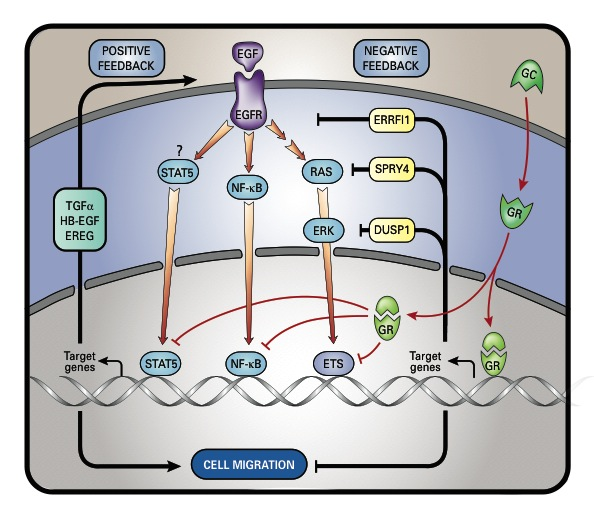 POSITIVE
FEEDBACK
EGF
NEGATIVE
FEEDBACK
GC
EGFR
ERRFI1
?
STAT5
NF-κB
RAS
SPRY4
TGFα
HB-EGF
EREG
GR
ERK
DUSP1
GR
Target
genes
STAT5
NF-κB
ETS
Target
genes
GR
CELL MIGRATION